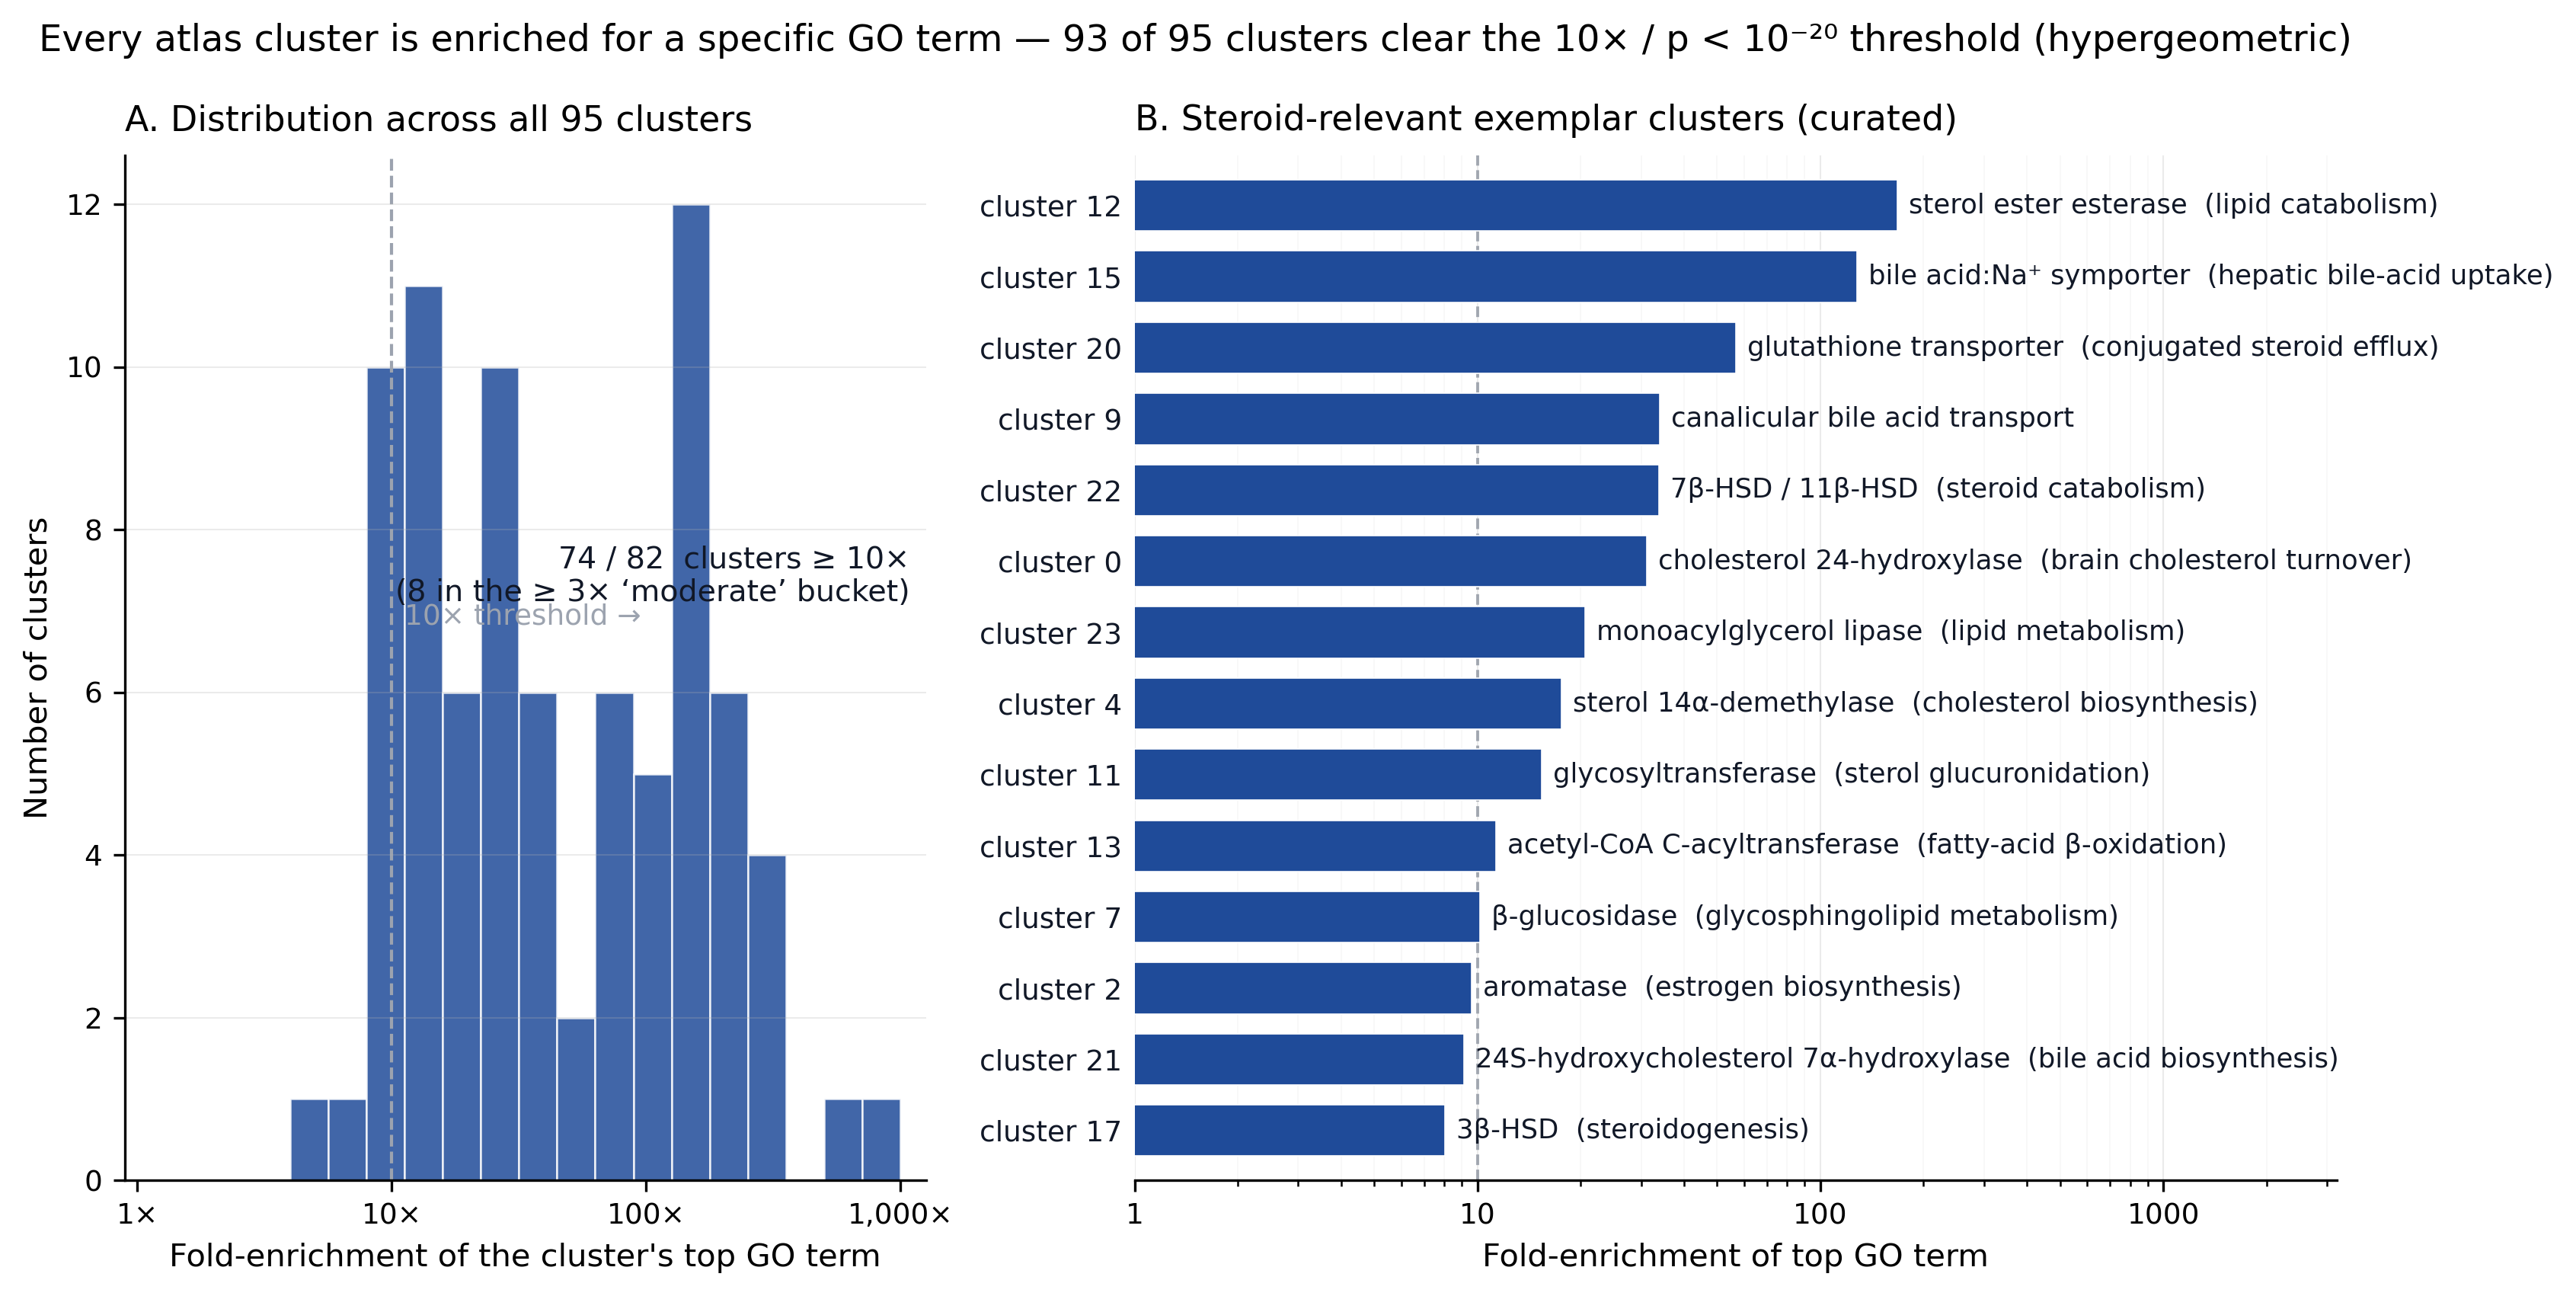 Every atlas cluster is enriched for a specific GO term — 93 of 95 clusters clear the 10× / p < 10⁻²⁰ threshold (hypergeometric)
A. Distribution across all 95 clusters
Number of clusters
12
10
8
6
4
2
0
74 / 82  clusters ≥ 10×
(8 in the ≥ 3× ‘moderate’ bucket)
10× threshold →
1×
10×
100×
1,000×
Fold-enrichment of the cluster's top GO term
B. Steroid-relevant exemplar clusters (curated)
cluster 12 sterol ester esterase  (lipid catabolism)
cluster 15 bile acid:Na⁺ symporter  (hepatic bile-acid uptake)
cluster 20 glutathione transporter  (conjugated steroid efflux)
cluster 9 canalicular bile acid transport
cluster 22 7β-HSD / 11β-HSD  (steroid catabolism)
cluster 0 cholesterol 24-hydroxylase  (brain cholesterol turnover)
cluster 23 monoacylglycerol lipase  (lipid metabolism)
cluster 4 sterol 14α-demethylase  (cholesterol biosynthesis)
cluster 11 glycosyltransferase  (sterol glucuronidation)
cluster 13 acetyl-CoA C-acyltransferase  (fatty-acid β-oxidation)
cluster 7 β-glucosidase  (glycosphingolipid metabolism)
cluster 2 aromatase  (estrogen biosynthesis)
cluster 21 24S-hydroxycholesterol 7α-hydroxylase  (bile acid biosynthesis)
cluster 17 3β-HSD  (steroidogenesis)
1
10
100
1000
Fold-enrichment of top GO term